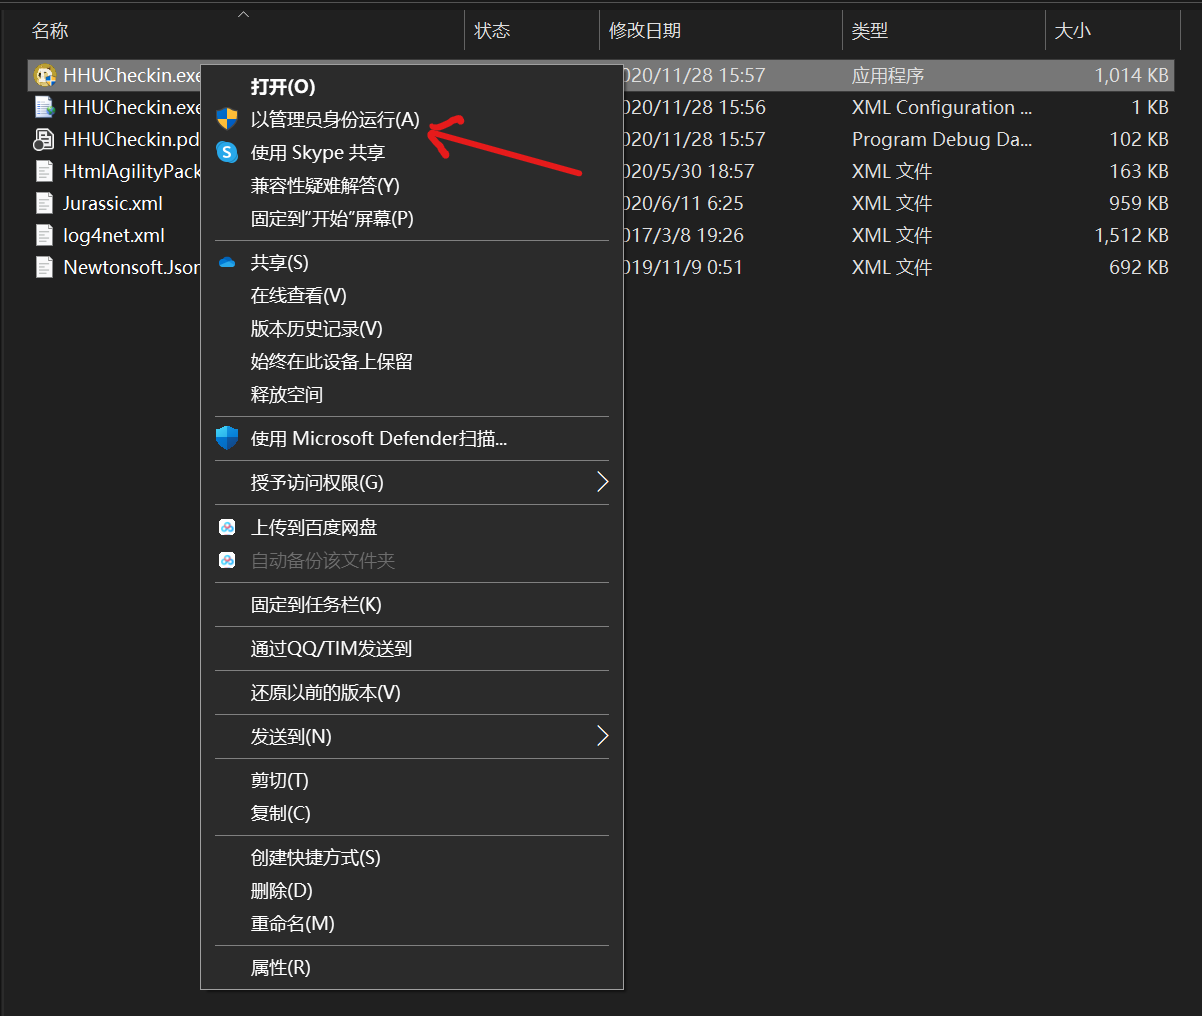 名称 状态 修改日期 类型 大小
HHUCheckin.exe 020/11/28 15:57 应用程序 1,014 KB
HHUCheckin.exe 020/11/28 15:56 XML Configuration ... 1 KB
HHUCheckin.pd 020/11/28 15:57 Program Debug Da... 102 KB
HtmlAgilityPack 020/5/30 18:57 XML 文件 163 KB
Jurassic.xml 020/6/11 6:25 XML 文件 959 KB
log4net.xml 017/3/8 19:26 XML 文件 1,512 KB
Newtonsoft.Json 019/11/9 0:51 XML 文件 692 KB
打开(O)
以管理员身份运行(A)
使用 Skype 共享
兼容性疑难解答(Y)
固定到"开始"屏幕(P)
共享(S)
在线查看(V)
版本历史记录(V)
始终在此设备上保留
释放空间
使用 Microsoft Defender扫描...
授予访问权限(G)
上传到百度网盘
自动备份该文件夹
固定到任务栏(K)
通过QQ/TIM发送到
还原以前的版本(V)
发送到(N)
剪切(T)
复制(C)
创建快捷方式(S)
删除(D)
重命名(M)
属性(R)